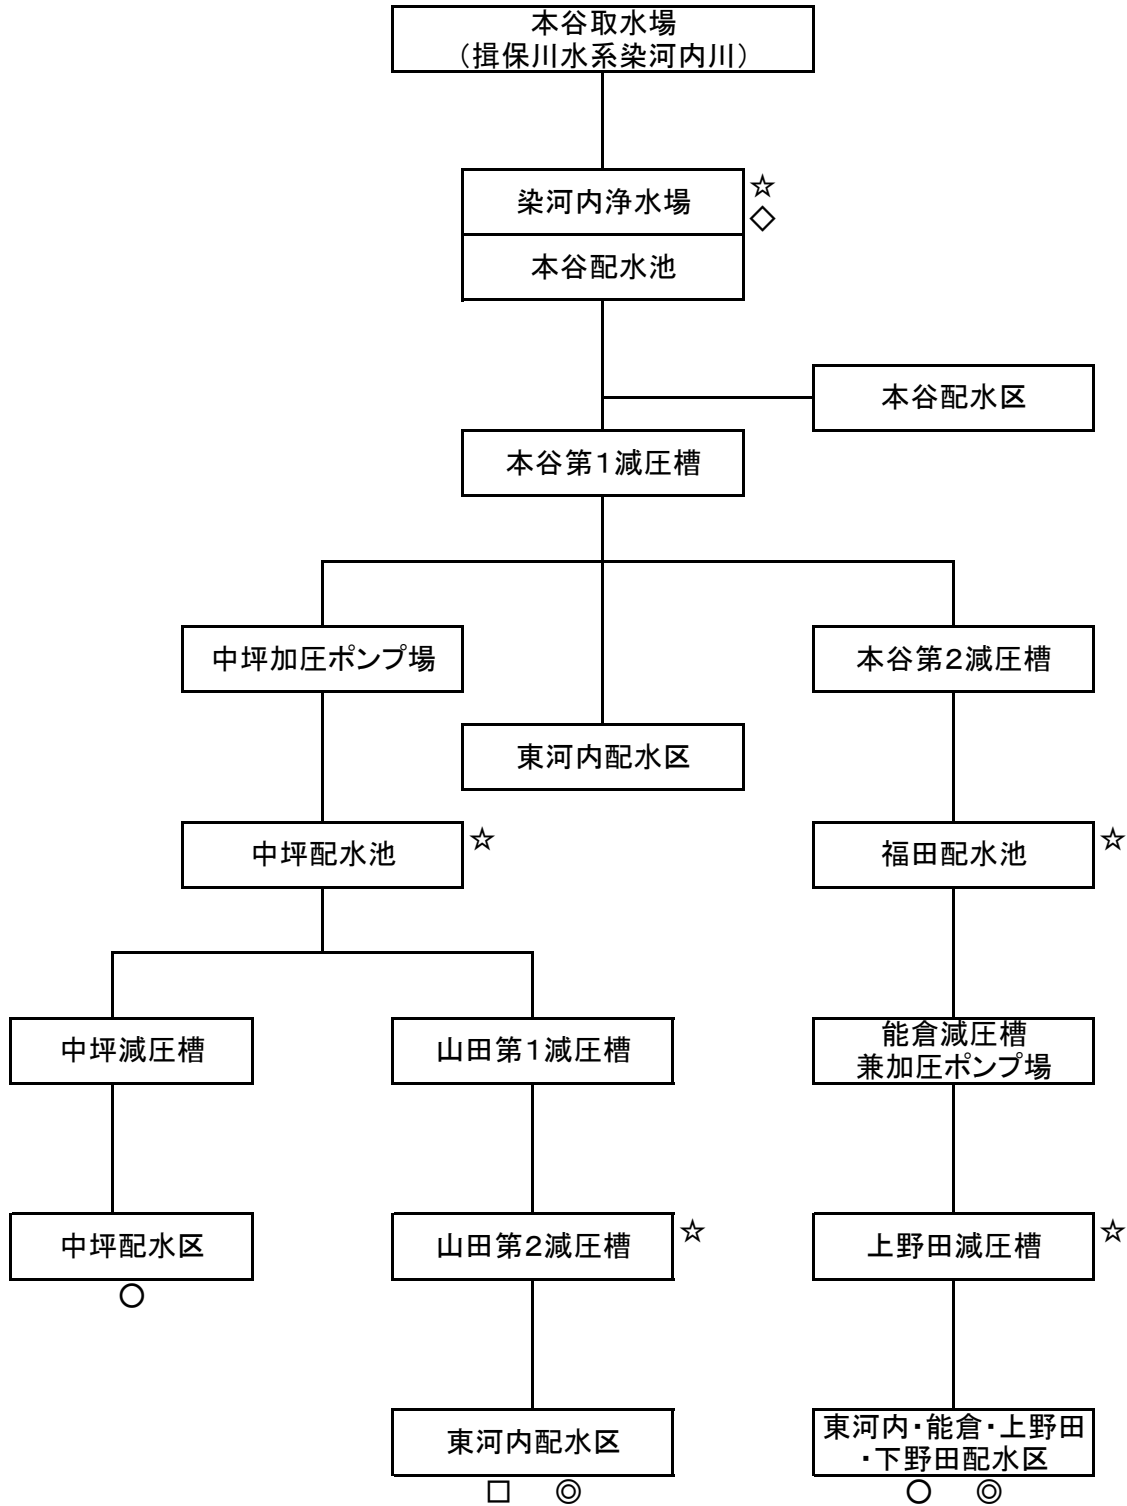 本谷取水場
（揖保川水系染河内川）
染河内浄水場
☆
◇
本谷配水池
本谷配水区
本谷第1減圧槽
中坪加圧ポンプ場
本谷第2減圧槽
東河内配水区
中坪配水池
☆
福田配水池
☆
中坪減圧槽
山田第1減圧槽
能倉減圧槽
兼加圧ポンプ場
中坪配水区
○
山田第2減圧槽
☆
上野田減圧槽
☆
東河内配水区
□ ◎
東河内・能倉・上野田
・下野田配水区
○ ◎